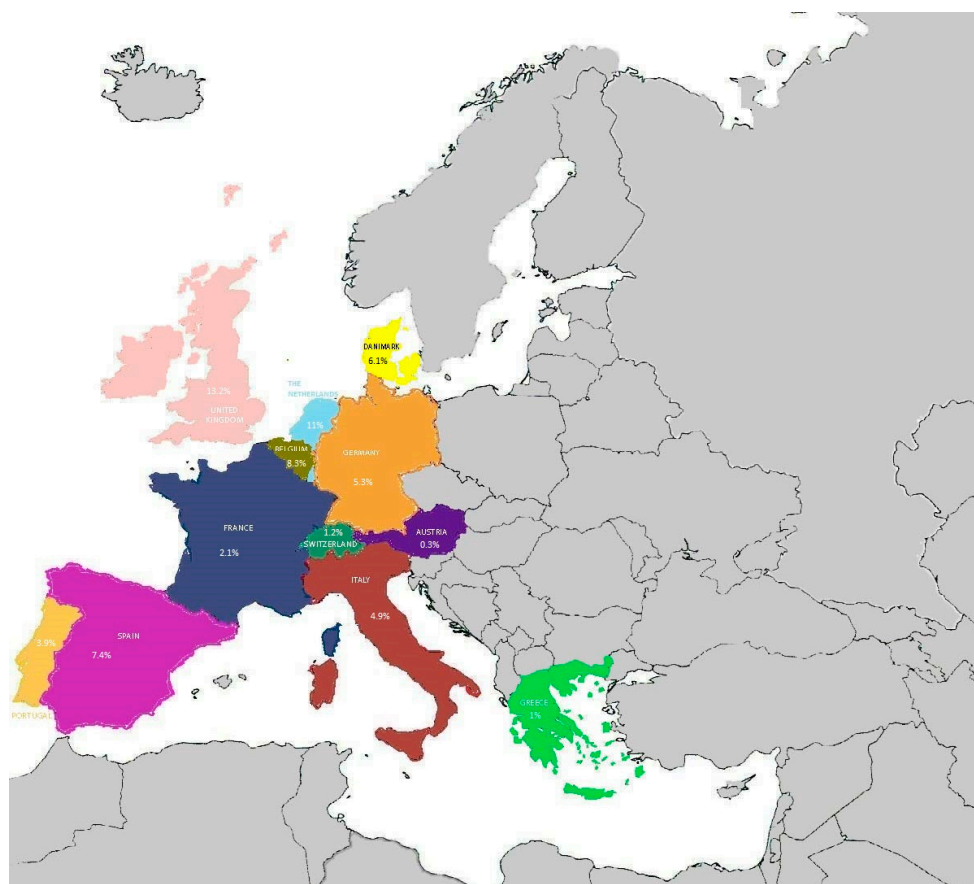 DANIMARK
6.1%
THE
NETHERLANDS
11%
13.2%
UNITED
KINGDOM
BELGIUM
8.3%
GERMANY
5.3%
FRANCE
2.1%
1.2%
SWITZERLAND
AUSTRIA
0.3%
ITALY
4.9%
SPAIN
7.4%
3.9%
PORTUGAL
GREECE
1%